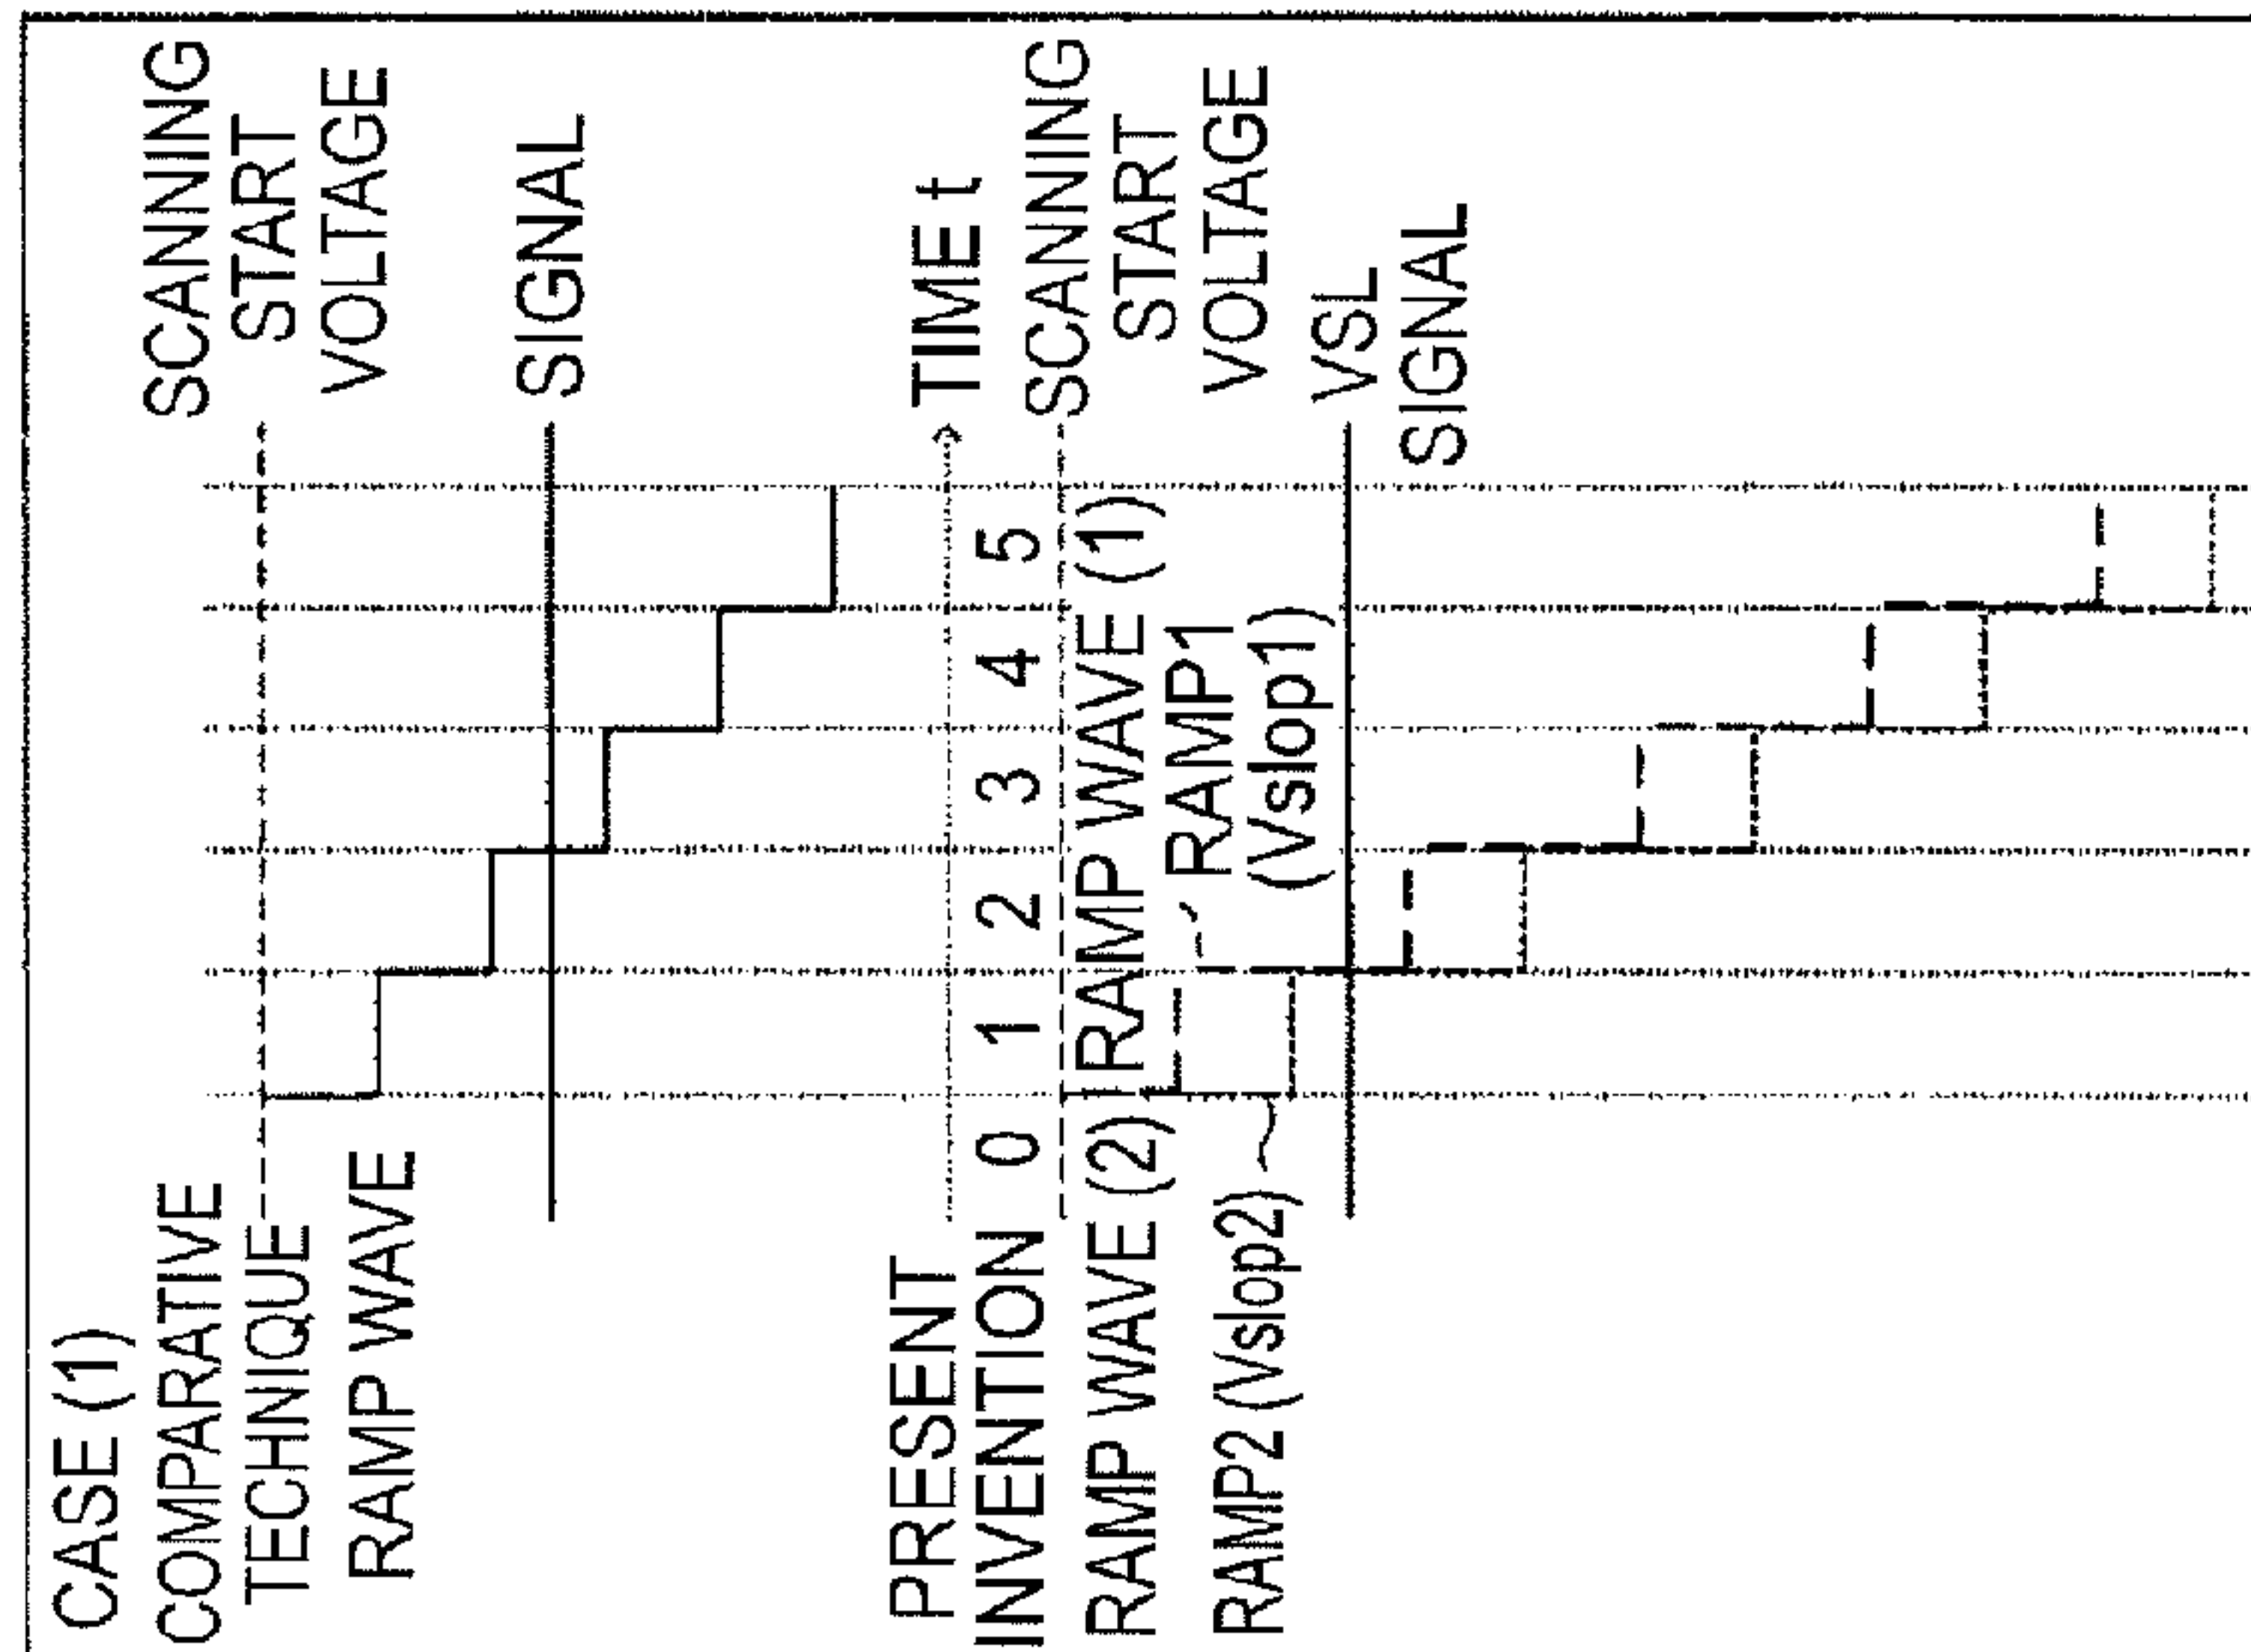 CASE (1)
COMPARATIVE
TECHNIQUE
RAMP WAVE
SCANNING
START
VOLTAGE
SIGNAL
TIME t
PRESENT
INVENTION
0 1 2 3 4 5
SCANNING
START
VOLTAGE
RAMP WAVE (2)
RAMP WAVE (1)
RAMP1
(Vslop1)
RAMP2 (Vslop2)
VSL
SIGNAL